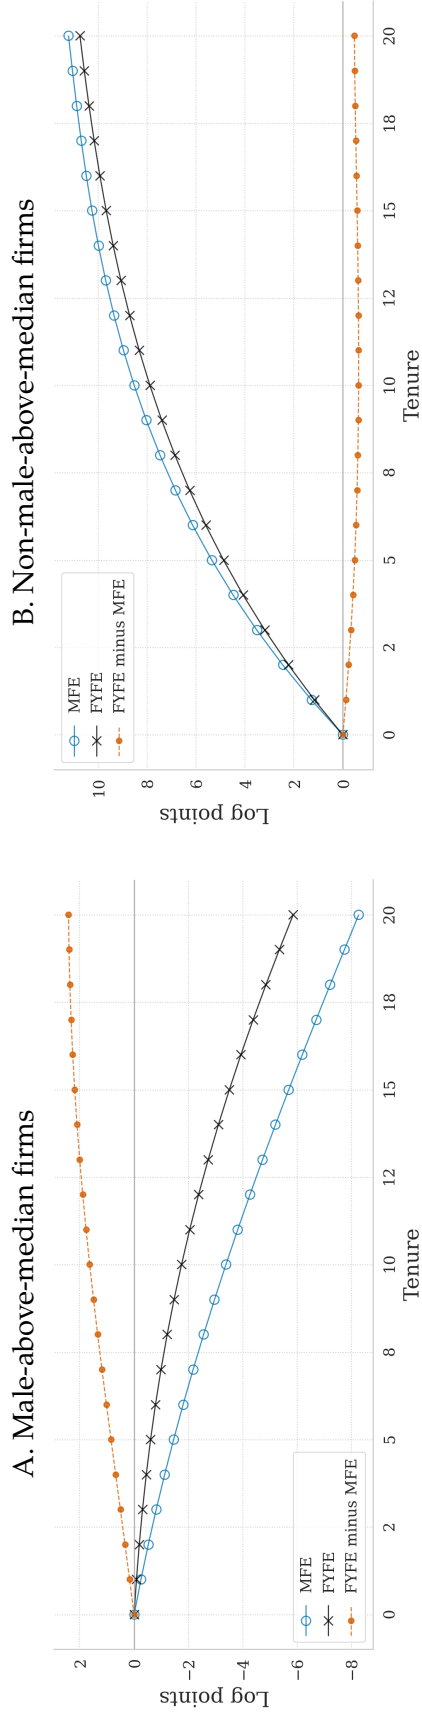 A. Male-above-median firms
Log points
2
0
−2
−4
−6
−8
MFE
FYFE
FYFE minus MFE
0
2
5
8
10
12
15
18
20
Tenure
B. Non-male-above-median firms
Log points
10
8
6
4
2
0
MFE
FYFE
FYFE minus MFE
0
2
5
8
10
12
15
18
20
Tenure